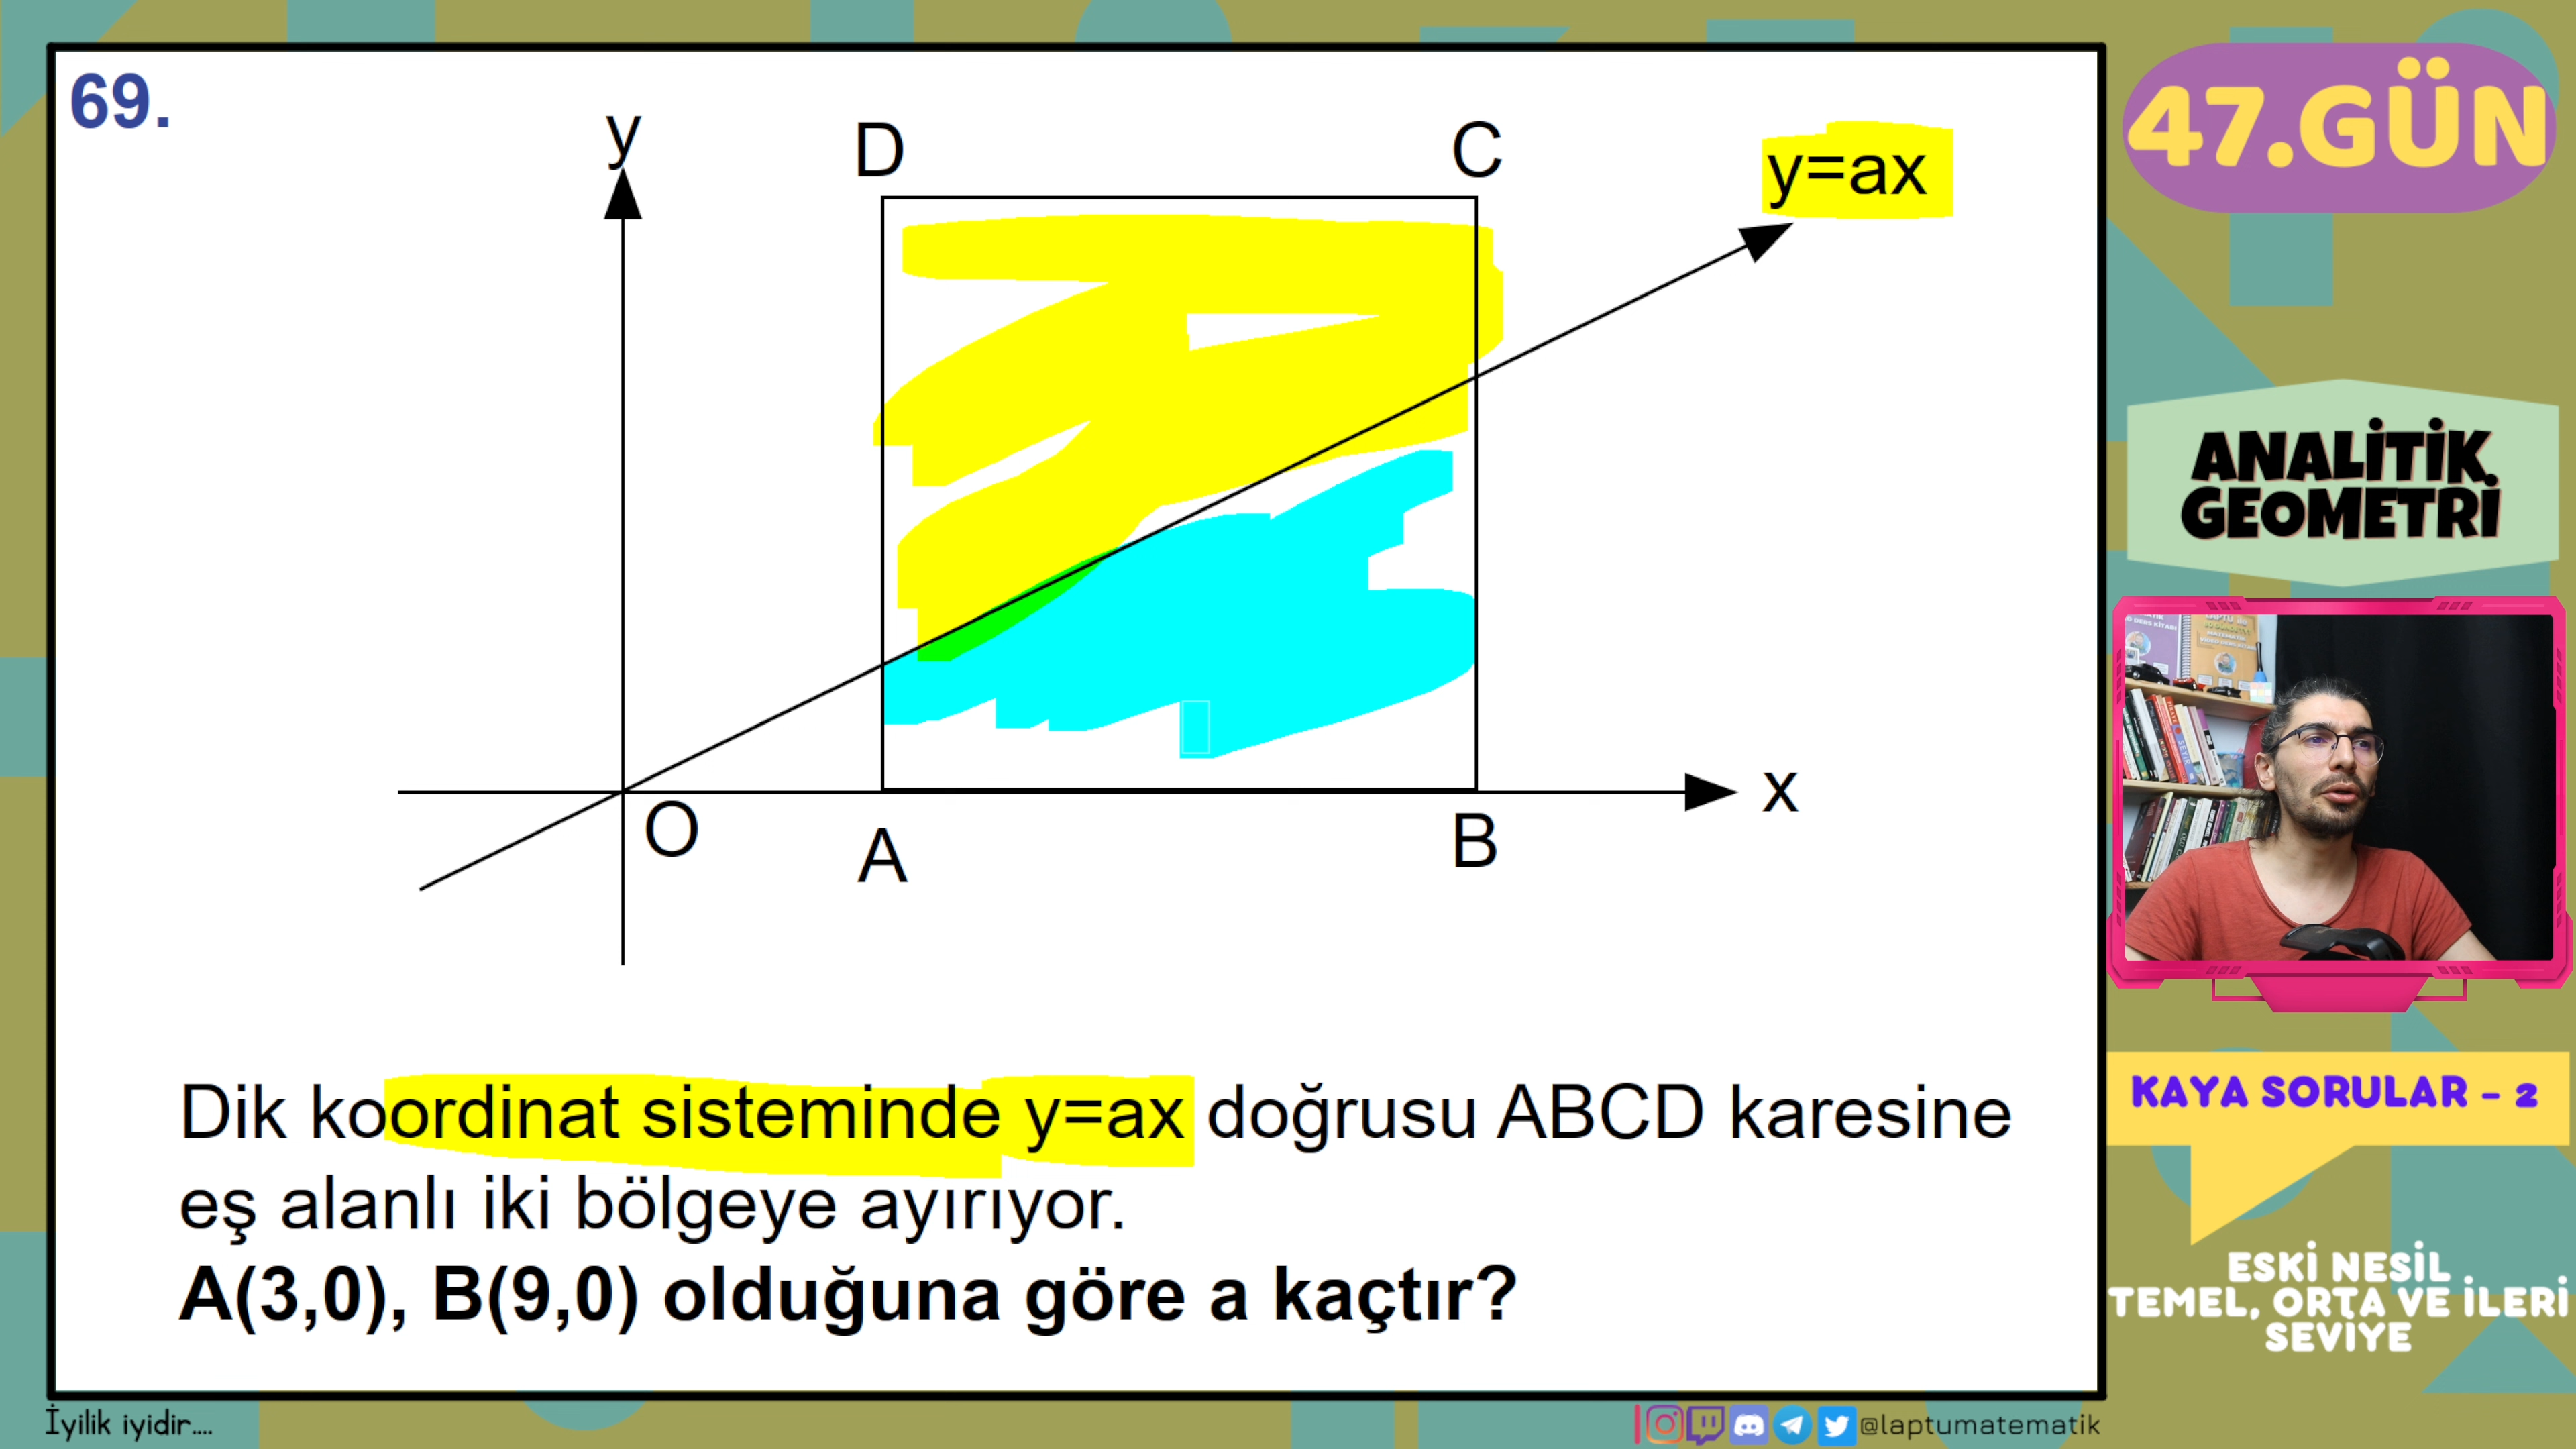 69.
y
D
C
y=ax
x
O
A
B
Dik koordinat sisteminde y=ax doğrusu ABCD karesine
eş alanlı iki bölgeye ayırıyor.
A(3,0), B(9,0) olduğuna göre a kaçtır?
47.GÜN
ANALİTİK
GEOMETRİ
KAYA SORULAR - 2
ESKİ NESİL
TEMEL, ORTA VE İLERİ
SEVİYE
İyilik iyidir....
@laptumatematik